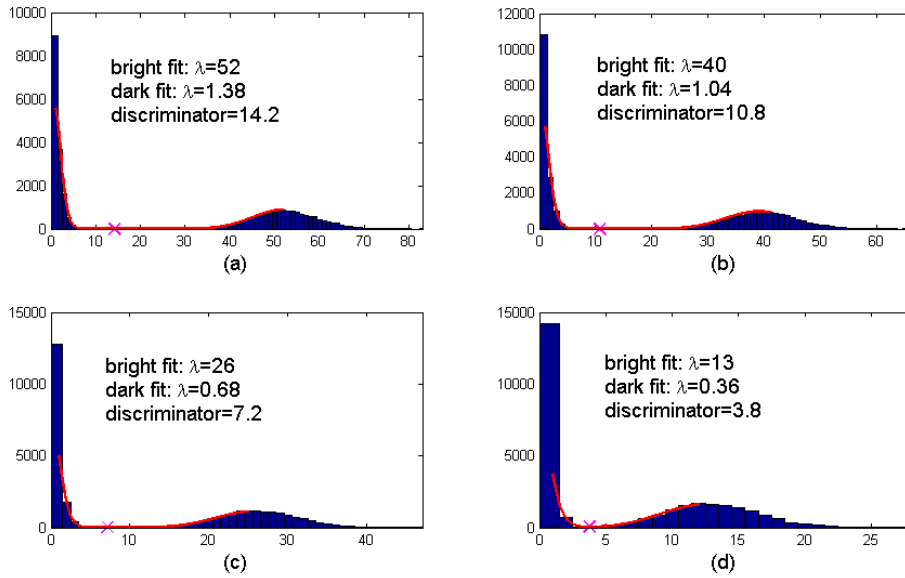 10000
8000
6000
4000
2000
0
bright fit: λ=52
dark fit: λ=1.38
discriminator=14.2
0 10 20 30 40 50 60 70 80
(a)
12000
10000
8000
6000
4000
2000
0
bright fit: λ=40
dark fit: λ=1.04
discriminator=10.8
0 10 20 30 40 50 60
(b)
15000
10000
5000
0
bright fit: λ=26
dark fit: λ=0.68
discriminator=7.2
0 10 20 30 40
(c)
15000
10000
5000
0
bright fit: λ=13
dark fit: λ=0.36
discriminator=3.8
0 5 10 15 20 25
(d)